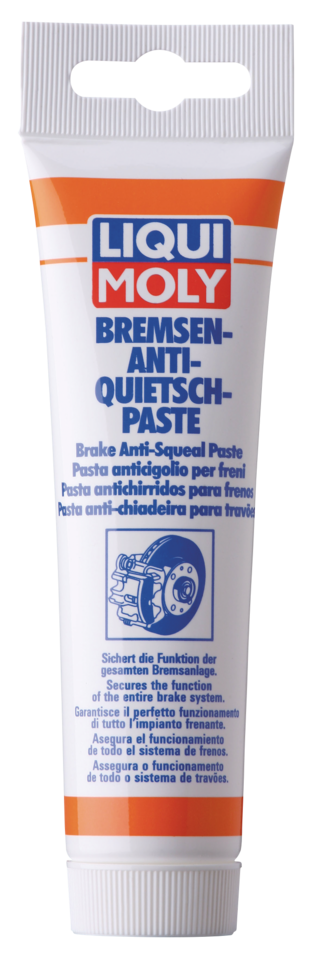 LIQUI
MOLY
BREMSEN-
ANTI-
QUIETSCH-
PASTE
Brake Anti-Squeal Paste
Pasta anticigolio per freni
Pasta antichirridos para frenos
Pasta anti-chiadeira para travões
Sichert die Funktion der
gesamten Bremsanlage.
Secures the function
of the entire brake system.
Garantisce il perfetto funzionamento
di tutto l'impianto frenante.
Asegura el funcionamiento
de todo el sistema de frenos.
Assegura o funcionamento
de todo o sistema de travões.